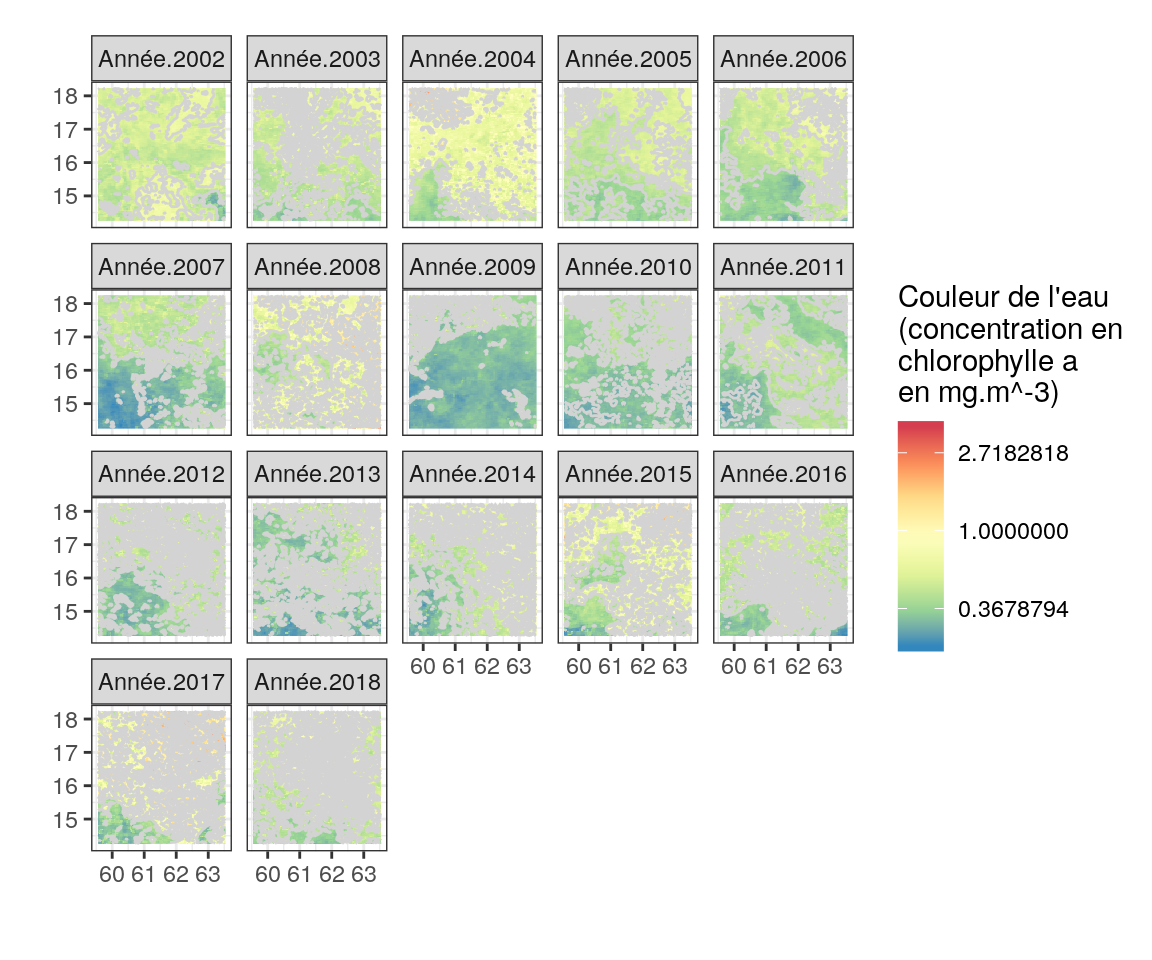 Année.2002 Année.2003 Année.2004 Année.2005 Année.2006
18
17
16
15
Année.2007 Année.2008 Année.2009 Année.2010 Année.2011
18
17
16
15
Couleur de l'eau
(concentration en
chlorophylle a
en mg.m^-3)
2.7182818
1.0000000
0.3678794
Année.2012 Année.2013 Année.2014 Année.2015 Année.2016
18
17
16
15
60 61 62 63 60 61 62 63 60 61 62 63
Année.2017 Année.2018
18
17
16
15
60 61 62 63 60 61 62 63